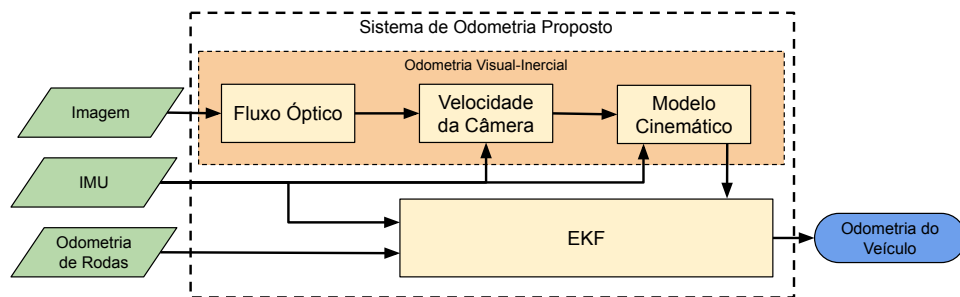 Sistema de Odometria Proposto
Odometria Visual-Inercial
Imagem
Fluxo Óptico
Velocidade
da Câmera
Modelo
Cinemático
IMU
Odometria
de Rodas
EKF
Odometria do
Veículo